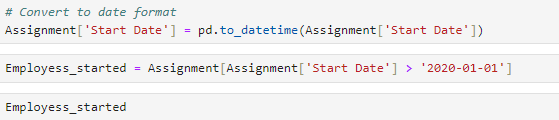 # Convert to date format
Assignment['Start Date'] = pd.to_datetime(Assignment['Start Date'])
Employess_started = Assignment[Assignment['Start Date'] > '2020-01-01']
Employess_started